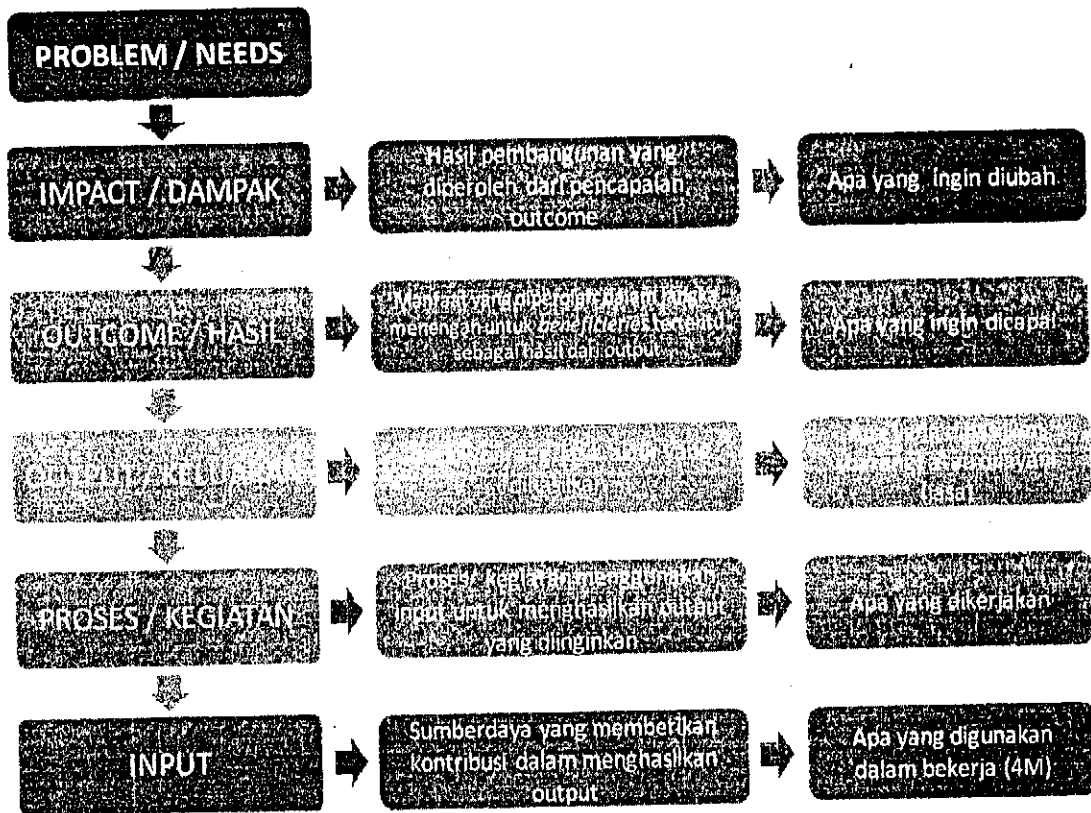 PROBLEM / NEEDS
IMPACT / DAMPAK
Hasil pembangunan yang
diperoleh dari pencapaian
outcome
Apa yang ingin diubah
OUTCOME / HASIL
Manfaat yang diperoleh dalam jangka
menengah untuk beneficieries tertentu
sebagai hasil dari output
Apa yang ingin dicapai
OUTPUT / KELUARAN
PROSES / KEGIATAN
Proses/ Kegiatan menggunakan
input untuk menghasilkan output
yang diinginkan
Apa yang dikerjakan
INPUT
Sumberdaya yang memberikan
kontribusi dalam menghasilkan
output
Apa yang digunakan
dalam bekerja (4M)